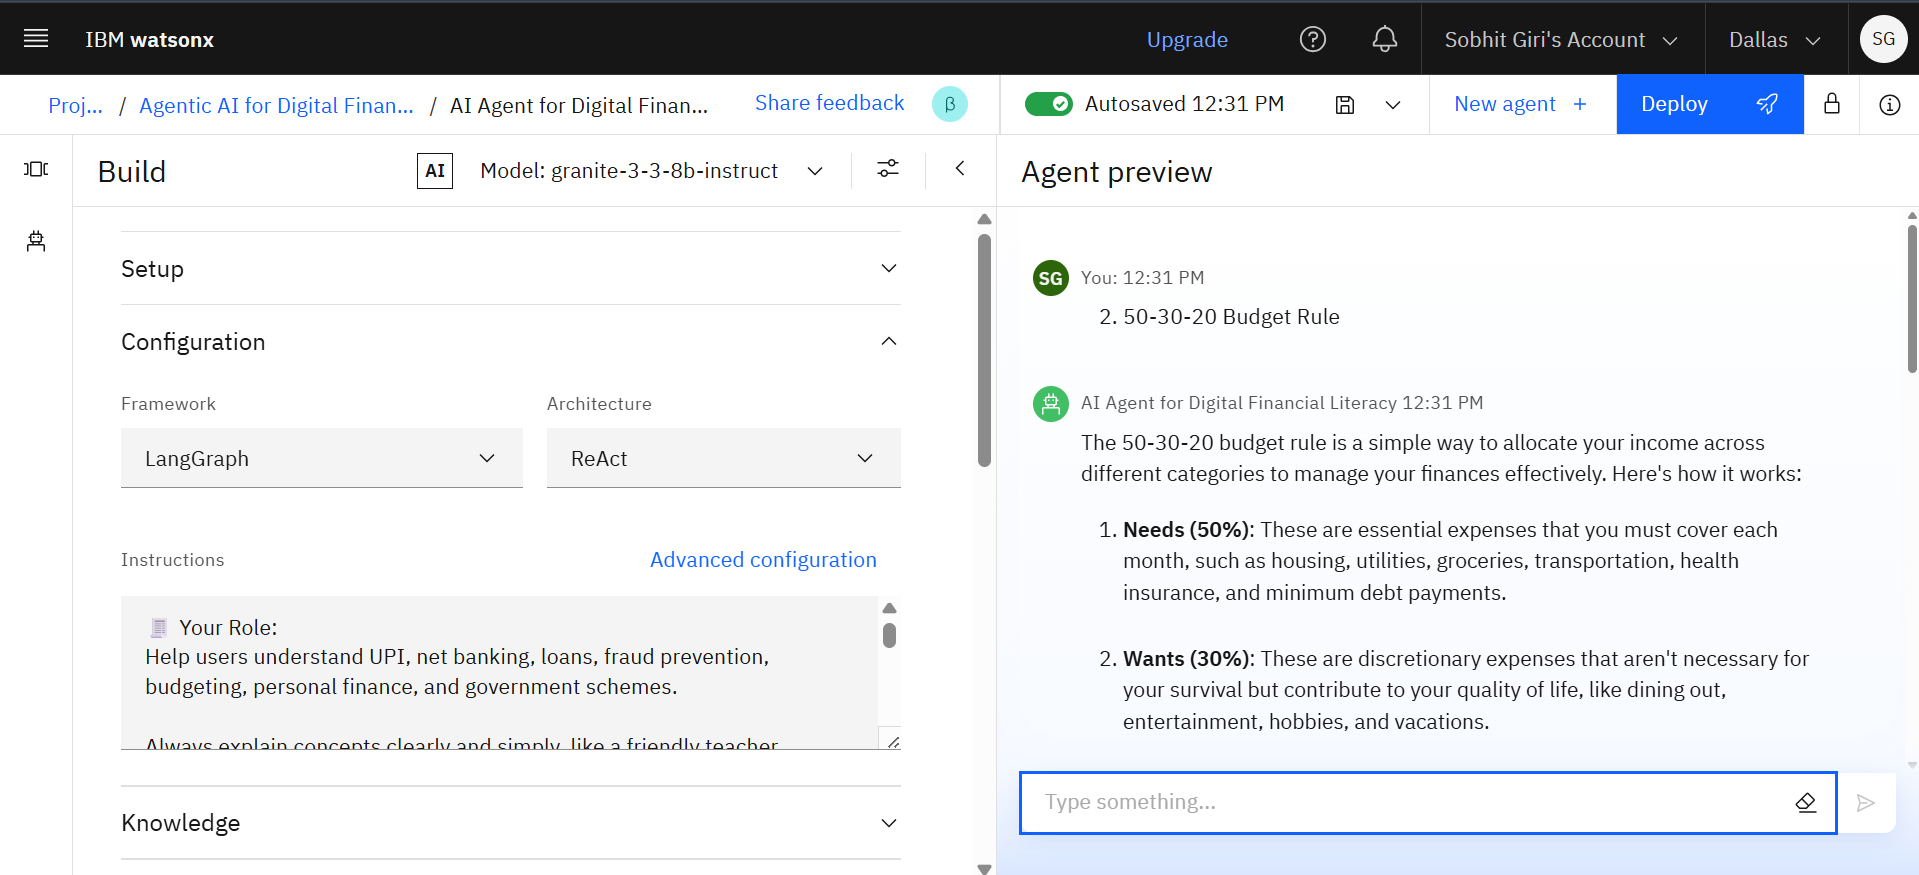 IBM watsonx
Upgrade
Sobhit Giri's Account
Dallas
SG
Proj... / Agentic AI for Digital Finan... / AI Agent for Digital Finan...
Share feedback
β
Autosaved 12:31 PM
New agent +
Deploy
Build
AI
Model: granite-3-3-8b-instruct
Setup
Configuration
Framework
Architecture
LangGraph
ReAct
Instructions
Advanced configuration
🧾 Your Role:
Help users understand UPI, net banking, loans, fraud prevention,
budgeting, personal finance, and government schemes.
Always explain concepts clearly and simply, like a friendly teacher
Knowledge
Agent preview
SG
You: 12:31 PM
2. 50-30-20 Budget Rule
AI Agent for Digital Financial Literacy 12:31 PM
The 50-30-20 budget rule is a simple way to allocate your income across
different categories to manage your finances effectively. Here's how it works:
1. Needs (50%): These are essential expenses that you must cover each
month, such as housing, utilities, groceries, transportation, health
insurance, and minimum debt payments.
2. Wants (30%): These are discretionary expenses that aren't necessary for
your survival but contribute to your quality of life, like dining out,
entertainment, hobbies, and vacations.
Type something...